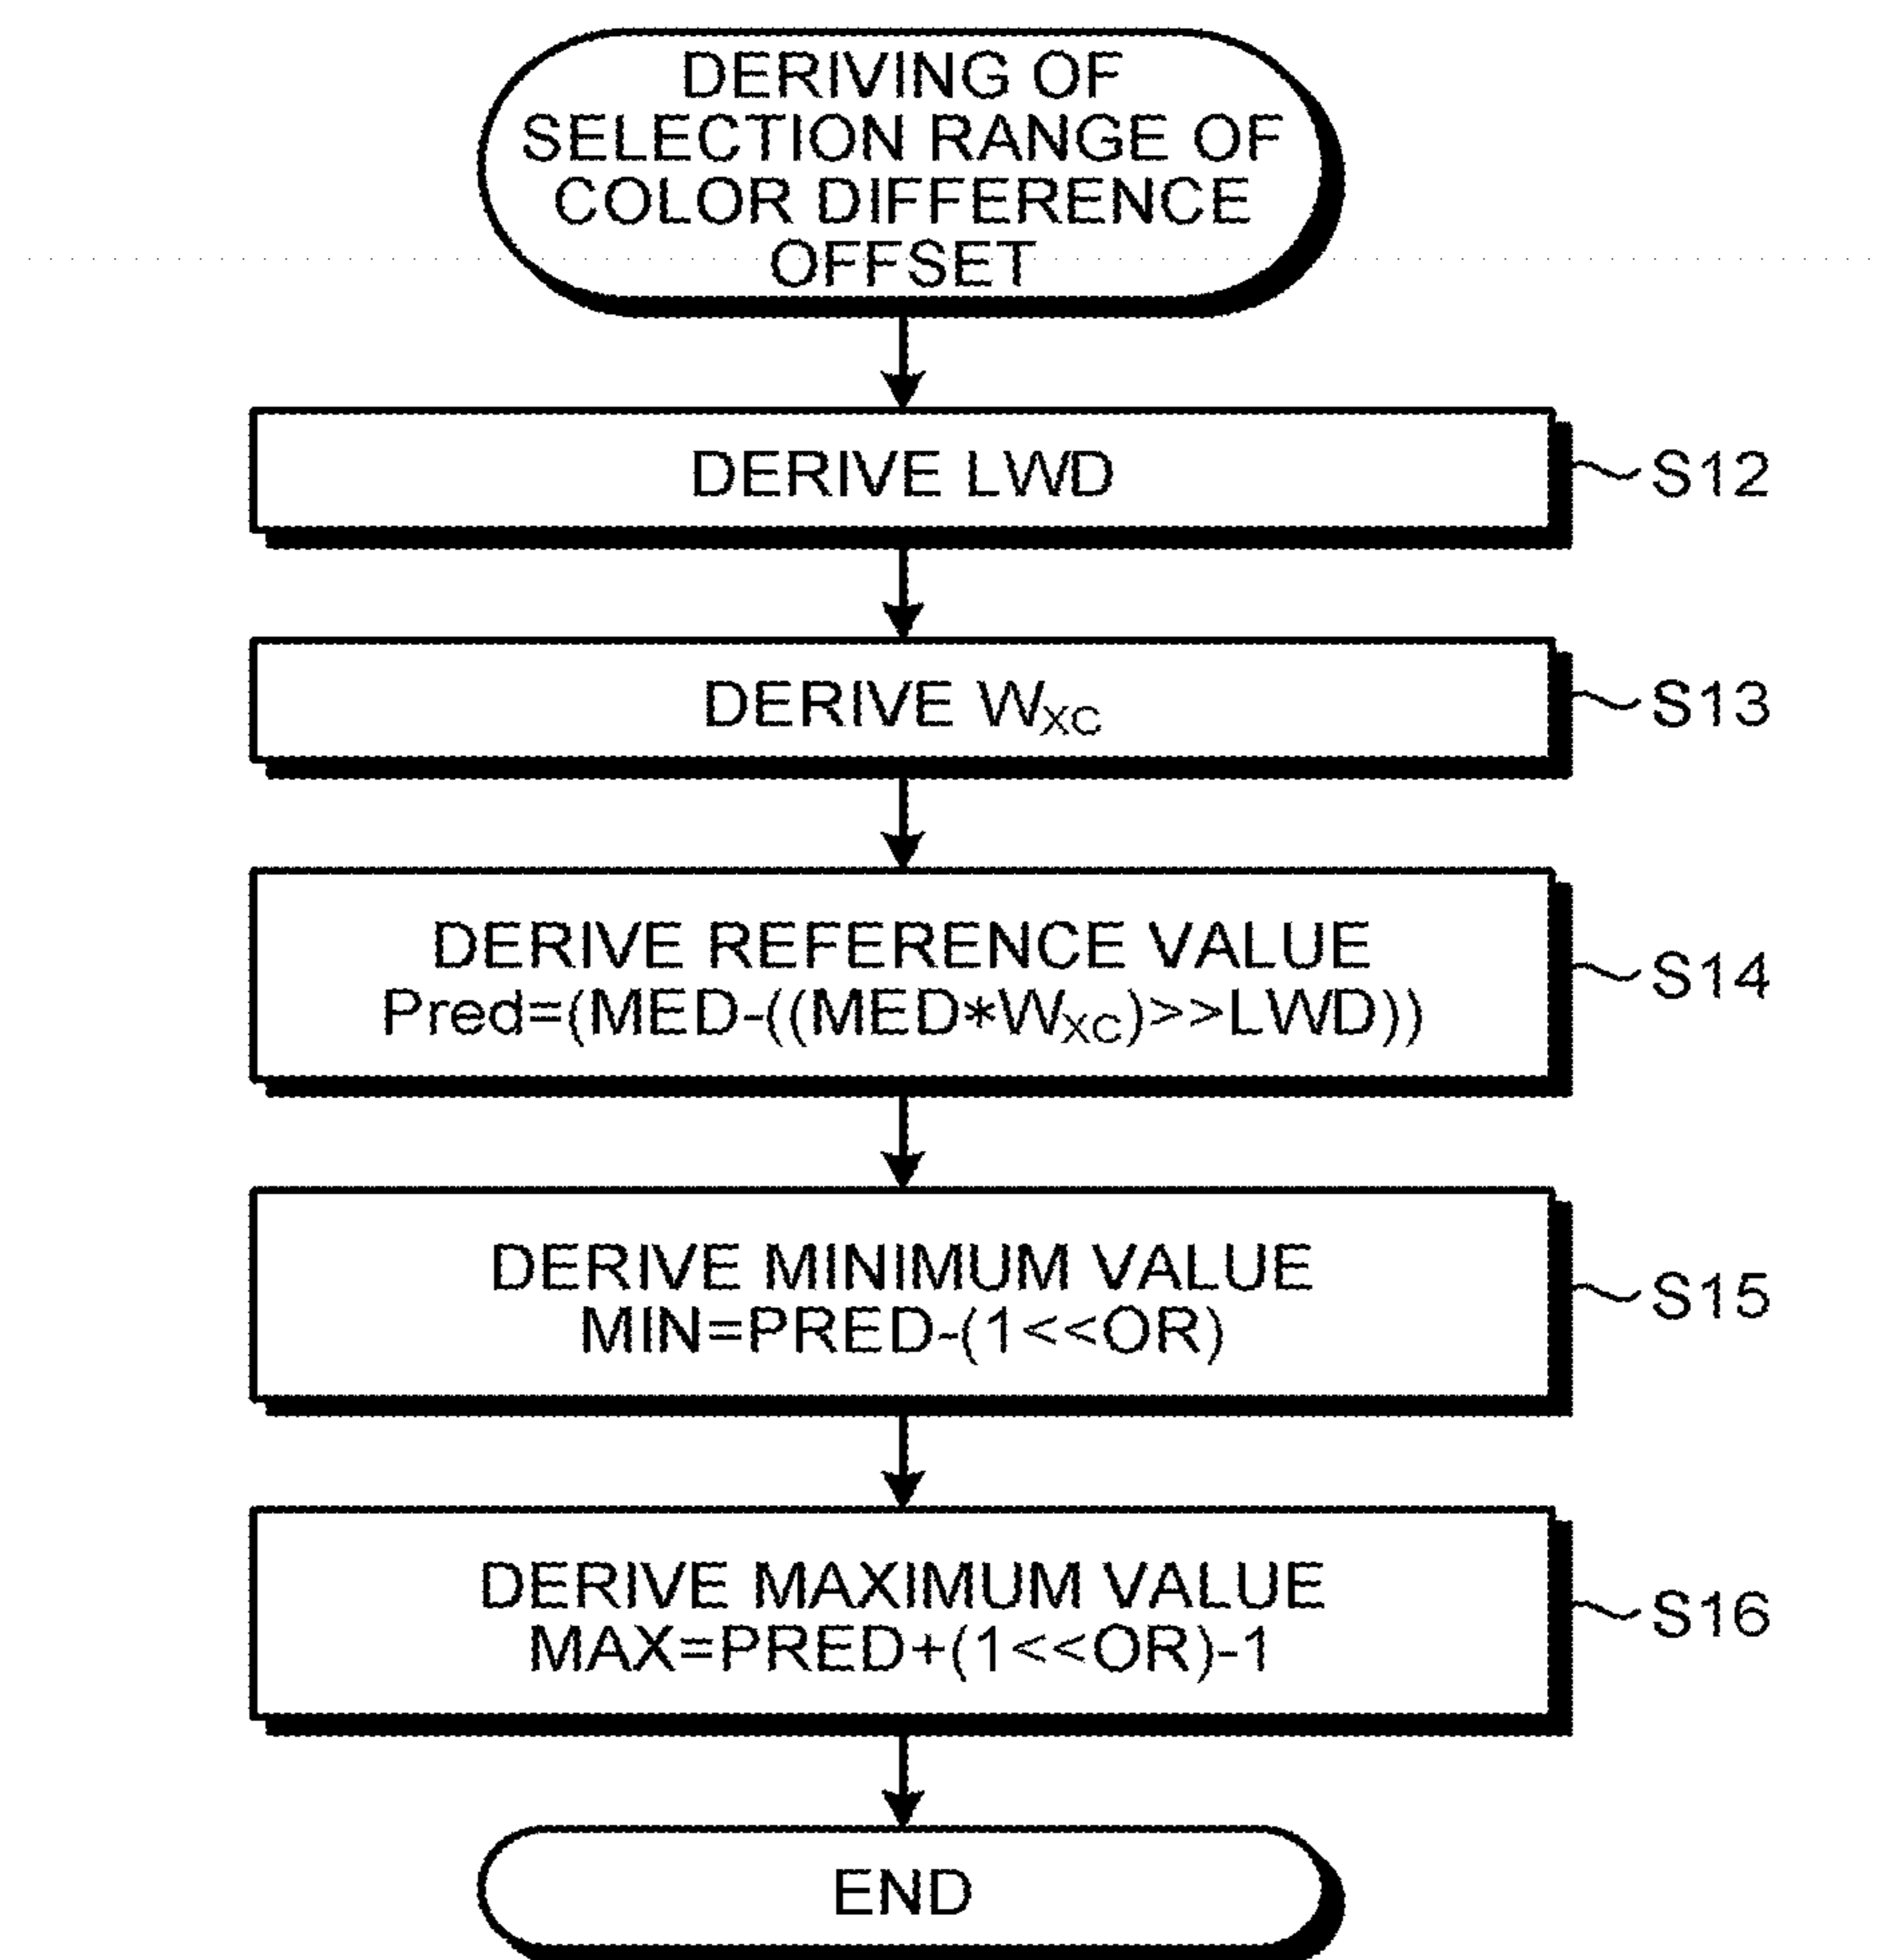 DERIVING OF
SELECTION RANGE OF
COLOR DIFFERENCE
OFFSET
DERIVE LWD
S12
DERIVE WXC
S13
DERIVE REFERENCE VALUE
Pred=(MED-((MED*WXC)>>LWD))
S14
DERIVE MINIMUM VALUE
MIN=PRED-(1<<OR)
S15
DERIVE MAXIMUM VALUE
MAX=PRED+(1<<OR)-1
S16
END